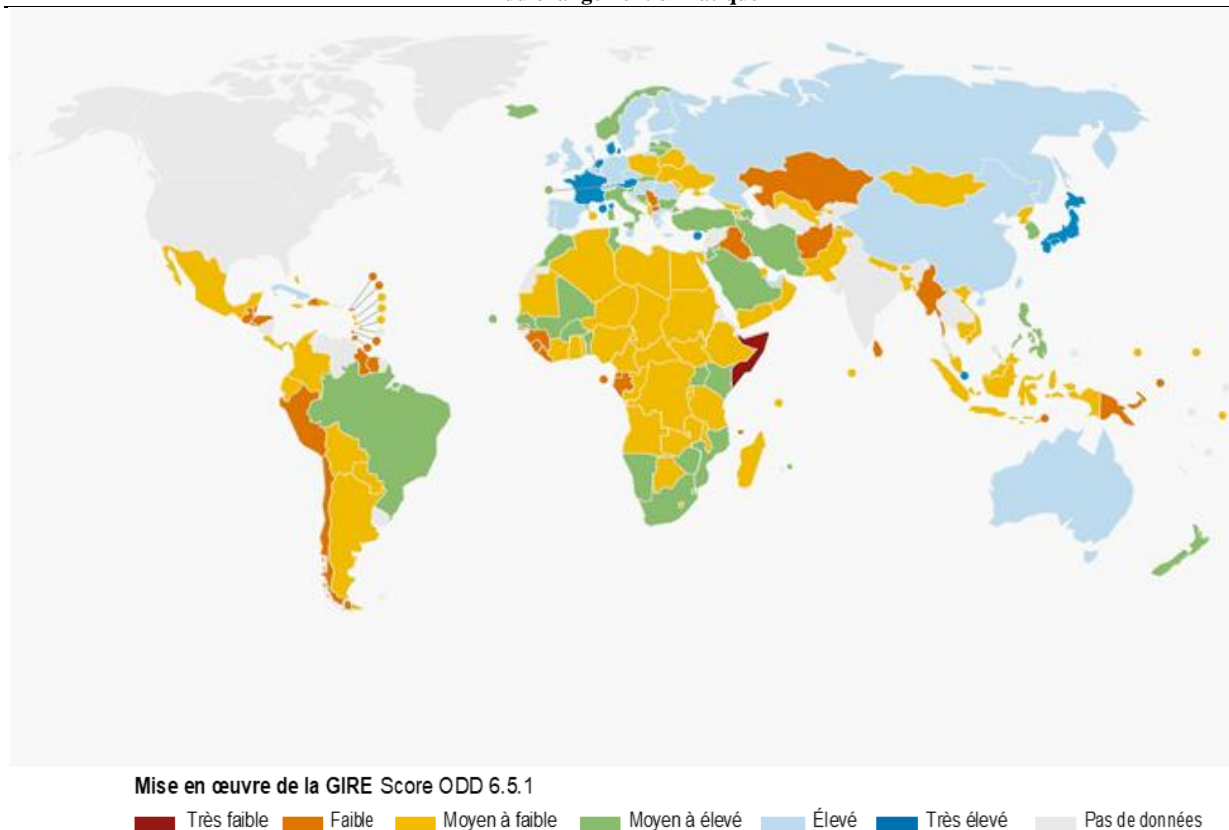 Mise en œuvre de la GIRE Score ODD 6.5.1
Très faible Faible Moyen à faible Moyen à élevé Élevé Très élevé Pas de données